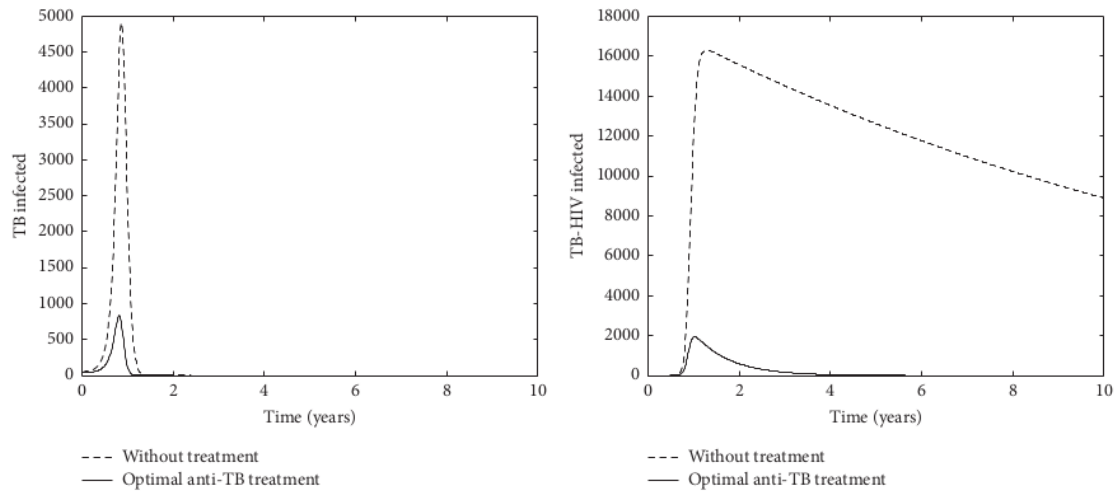 5000
4500
4000
3500
3000
2500
2000
1500
1000
500
0
TB infected
0 2 4 6 8 10
Time (years)
Without treatment
Optimal anti-TB treatment
18000
16000
14000
12000
10000
8000
6000
4000
2000
0
TB-HIV infected
0 2 4 6 8 10
Time (years)
Without treatment
Optimal anti-TB treatment